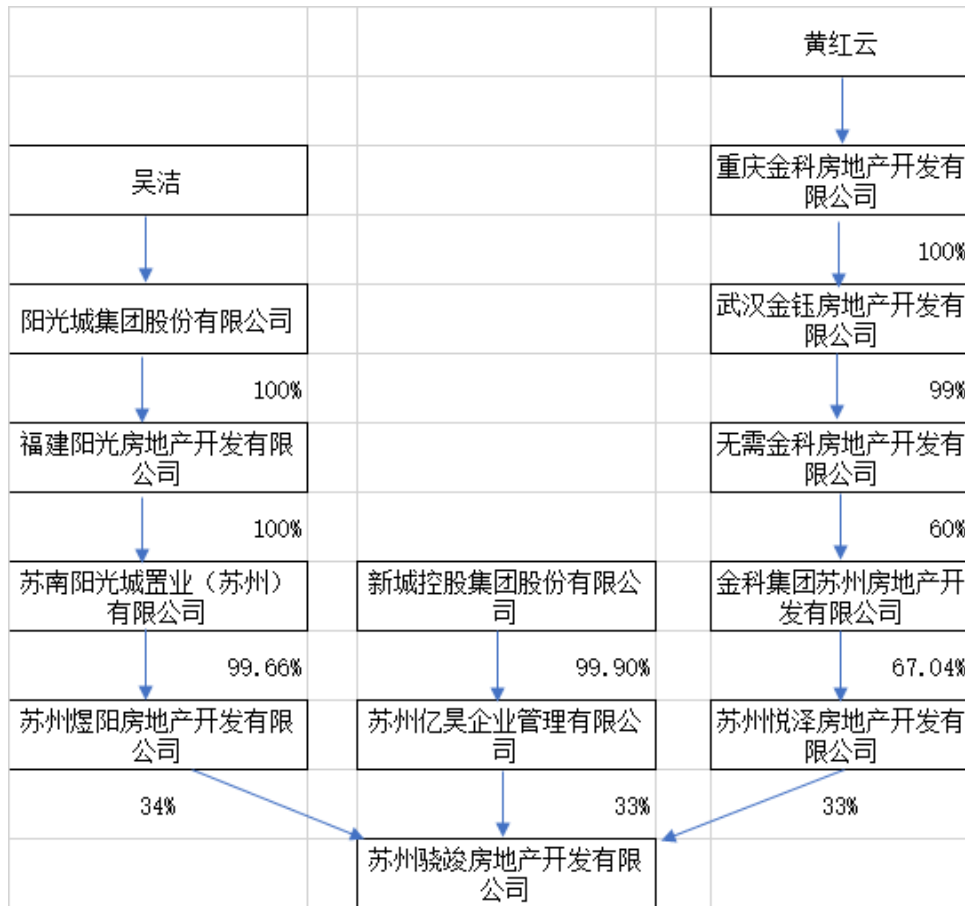 黄红云
吴洁
重庆金科房地产开发有
限公司
100%
阳光城集团股份有限公司
武汉金钰房地产开发有
限公司
100%
99%
福建阳光房地产开发有限
公司
无需金科房地产开发有
限公司
100%
60%
苏南阳光城置业（苏州）
有限公司
新城控股集团股份有限公
司
金科集团苏州房地产开
发有限公司
99.66%
99.90%
67.04%
苏州煜阳房地产开发有限
公司
苏州亿昊企业管理有限公
司
苏州悦泽房地产开发有
限公司
34%
33%
33%
苏州骁竣房地产开发有限
公司